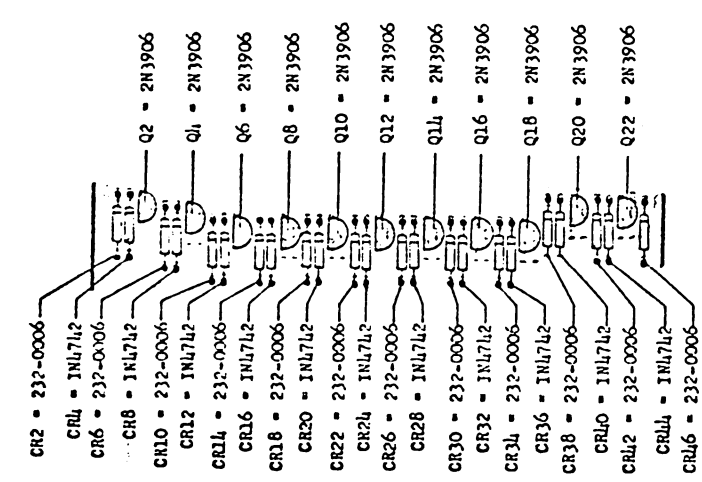 CR2 = 232-0006
CR4 = IN4742
CR6 = 232-0006
CR8 = IN4742
CR10 = 232-0006
CR12 = IN4742
CR14 = 232-0006
CR16 = IN4742
CR18 = 232-0006
CR20 = IN4742
CR22 = 232-0006
CR24 = IN4742
CR26 = 232-0006
CR28 = IN4742
CR30 = 232-0006
CR32 = IN4742
CR34 = 232-0006
CR36 = IN4742
CR38 = 232-0006
CR40 = IN4742
CR42 = 232-0006
CR44 = IN4742
CR46 = 232-0006
Q2 = 2N3906
Q4 = 2N3906
Q6 = 2N3906
Q8 = 2N3906
Q10 = 2N3906
Q12 = 2N3906
Q14 = 2N3906
Q16 = 2N3906
Q18 = 2N3906
Q20 = 2N3906
Q22 = 2N3906